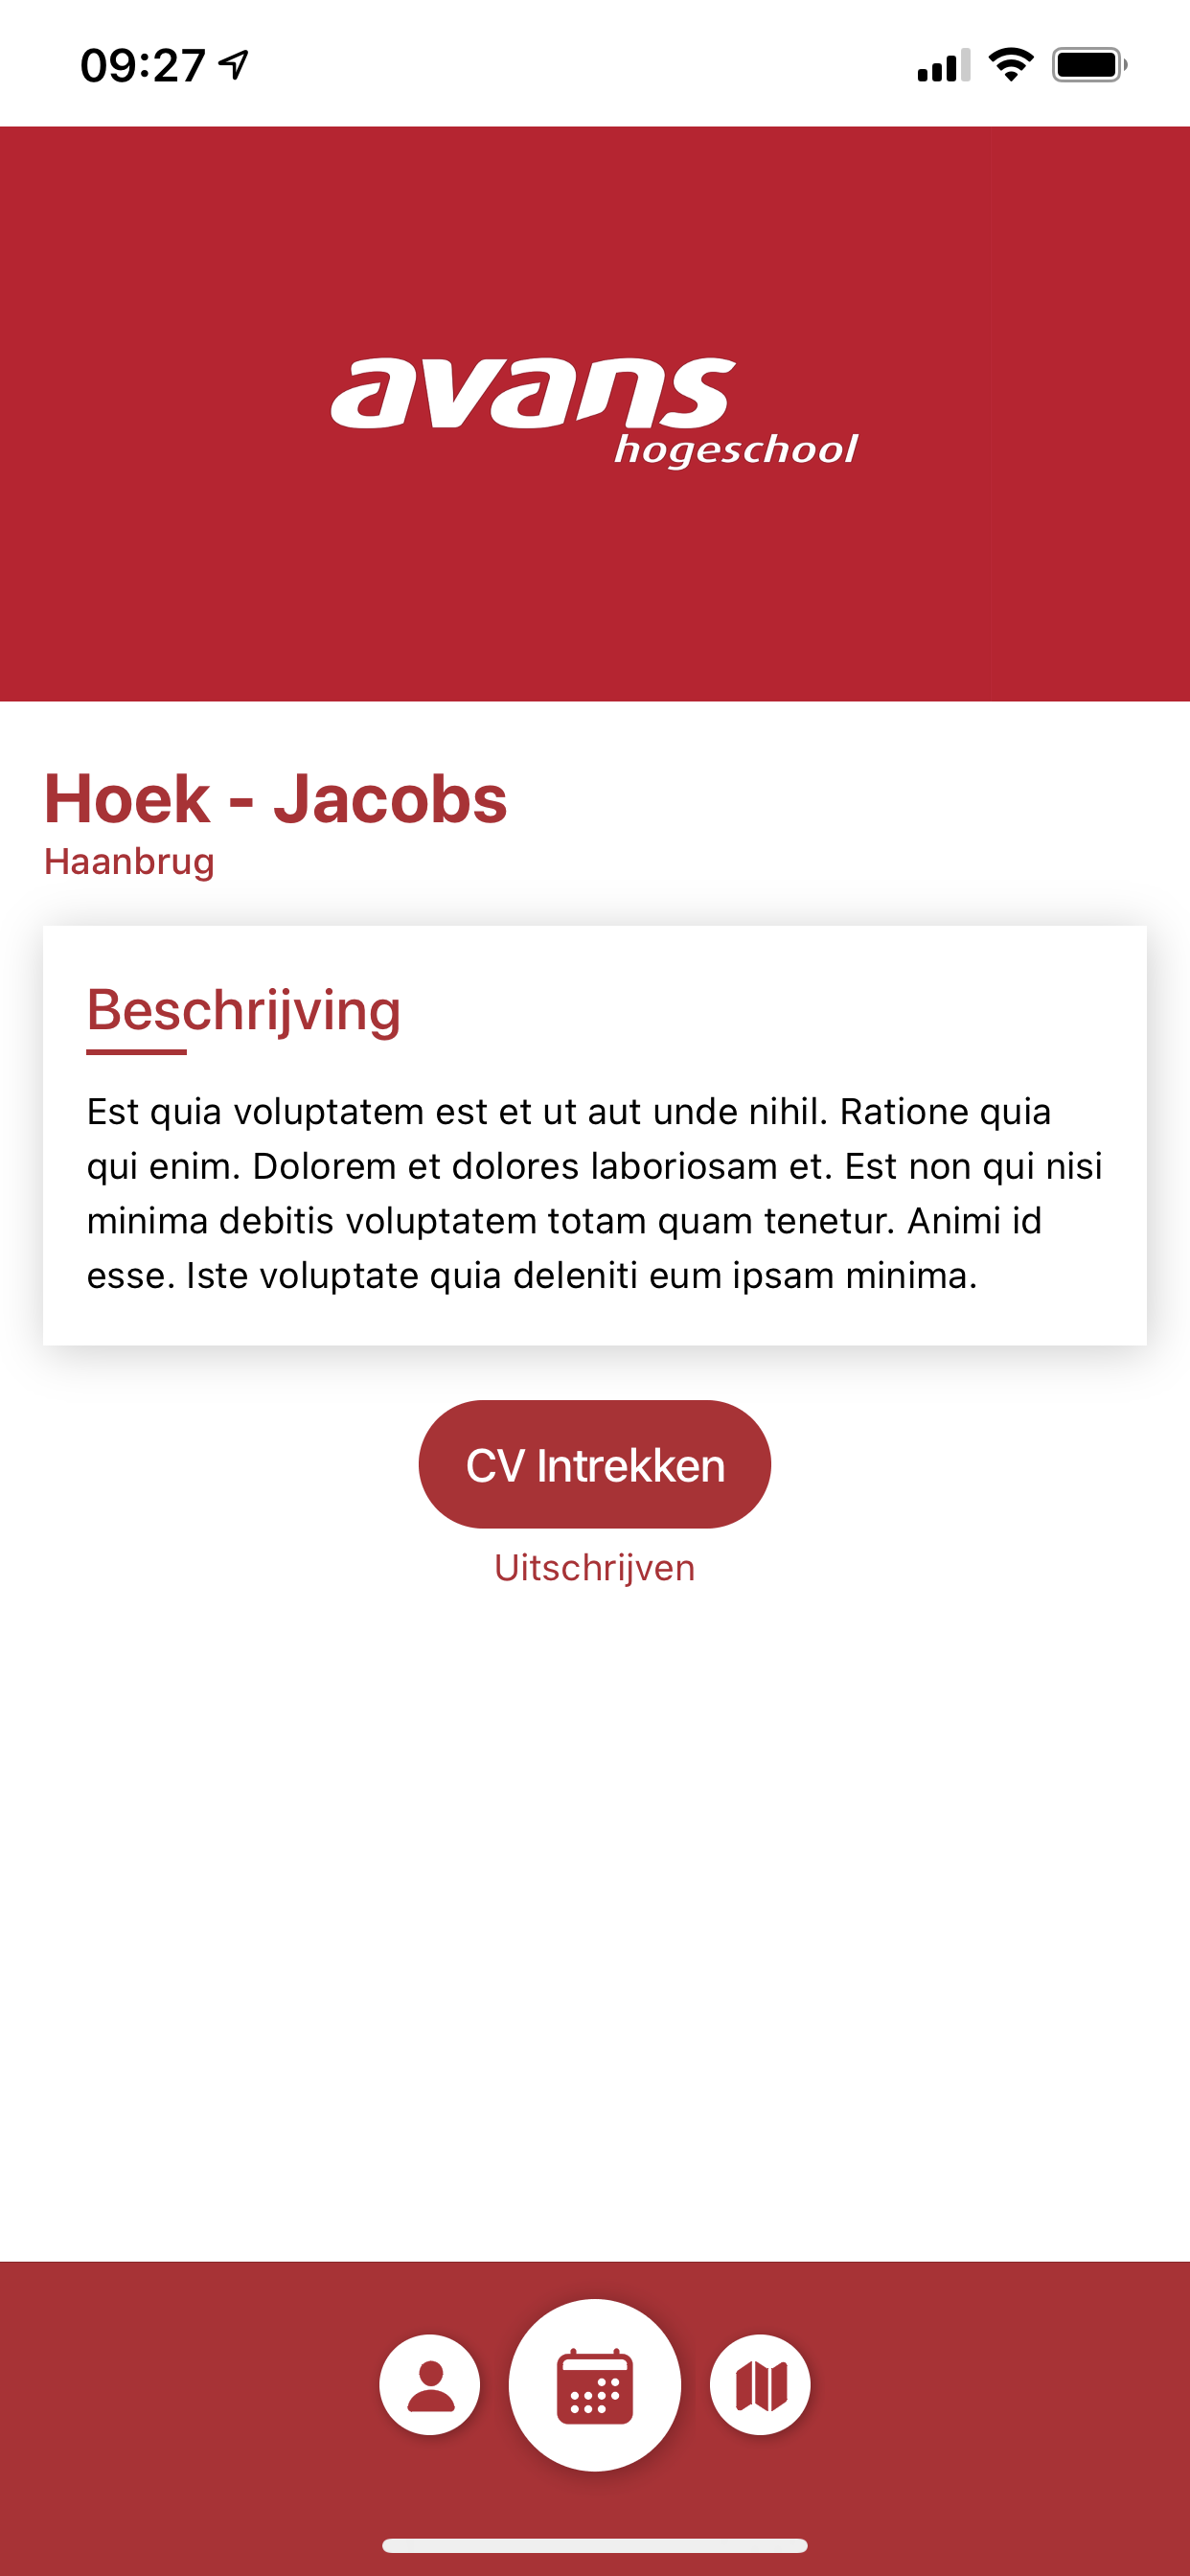 09:27
avans
hogeschool
Hoek - Jacobs
Haanbrug
Beschrijving
Est quia voluptatem est et ut aut unde nihil. Ratione quia
qui enim. Dolorem et dolores laboriosam et. Est non qui nisi
minima debitis voluptatem totam quam tenetur. Animi id
esse. Iste voluptate quia deleniti eum ipsam minima.
CV Intrekken
Uitschrijven